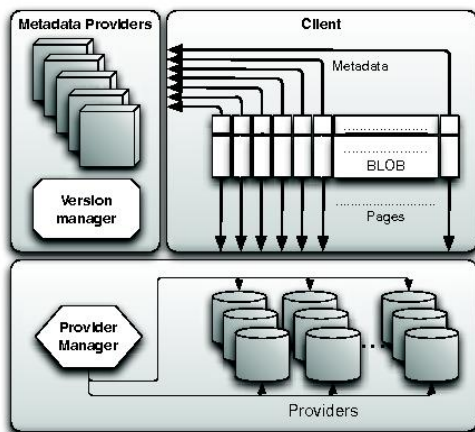 Metadata Providers
Version
manager
Client
Metadata
BLOB
Pages
Provider
Manager
Providers